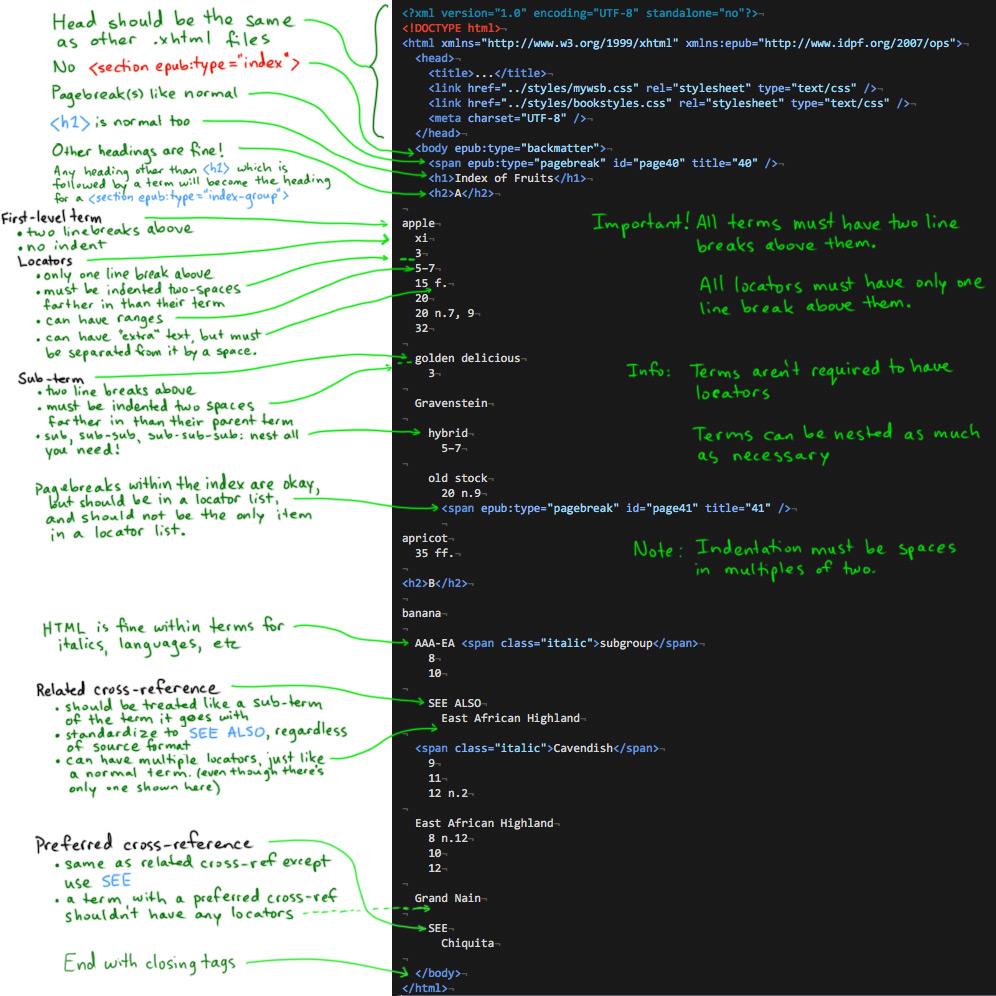 Head should be the same
as other .xhtml files
No <section epub:type="index">
Pagebreak(s) like normal
<h1> is normal too
Other headings are fine!
Any heading other than <h1> which is
followed by a term will become the heading
for a <section epub:type="index-group">
First-level term
• two linebreaks above
• no indent
Locators
• only one line break above
• must be indented two-spaces
farther in than their term
• can have ranges
• can have "extra" text, but must
be separated from it by a space.
Sub-term
• two line breaks above
• must be indented two spaces
farther in than their parent term
• sub, sub-sub, sub-sub-sub: nest all
you need!
Pagebreaks within the index are okay,
but should be in a locator list,
and should not be the only item
in a locator list.
HTML is fine within terms for
italics, languages, etc
Related cross-reference
• should be treated like a sub-term
of the term it goes with
• standardize to SEE ALSO, regardless
of source format
• can have multiple locators, just like
a normal term. (even though there's
only one shown here)
Preferred cross-reference
• same as related cross-ref except
use SEE
• a term with a preferred cross-ref
shouldn't have any locators
End with closing tags
<?xml version="1.0" encoding="UTF-8" standalone="no"?>¬
<!DOCTYPE html>¬
<html xmlns="http://www.w3.org/1999/xhtml" xmlns:epub="http://www.idpf.org/2007/ops">¬
<head>¬
<title>...</title>¬
<link href="../styles/mywsb.css" rel="stylesheet" type="text/css" />¬
<link href="../styles/bookstyles.css" rel="stylesheet" type="text/css" />¬
<meta charset="UTF-8" />¬
</head>¬
<body epub:type="backmatter">¬
<span epub:type="pagebreak" id="page40" title="40" />¬
<h1>Index of Fruits</h1>¬
<h2>A</h2>¬
¬
apple¬
xi¬
3¬
5-7¬
15 f.¬
20¬
20 n.7, 9¬
32¬
¬
golden delicious¬
3¬
¬
Gravenstein¬
¬
hybrid¬
5-7¬
¬
old stock¬
20 n.9¬
<span epub:type="pagebreak" id="page41" title="41" />¬
¬
apricot¬
35 ff.¬
¬
<h2>B</h2>¬
¬
banana¬
¬
AAA-EA <span class="italic">subgroup</span>¬
8¬
10¬
¬
SEE ALSO¬
East African Highland¬
¬
<span class="italic">Cavendish</span>¬
9¬
11¬
12 n.2¬
¬
East African Highland¬
8 n.12¬
10¬
12¬
¬
Grand Nain¬
¬
SEE¬
Chiquita¬
¬
</body>¬
</html>¬
Important! All terms must have two line
breaks above them.
All locators must have only one
line break above them.
Info: Terms aren't required to have
locators
Terms can be nested as much
as necessary
Note: Indentation must be spaces
in multiples of two.